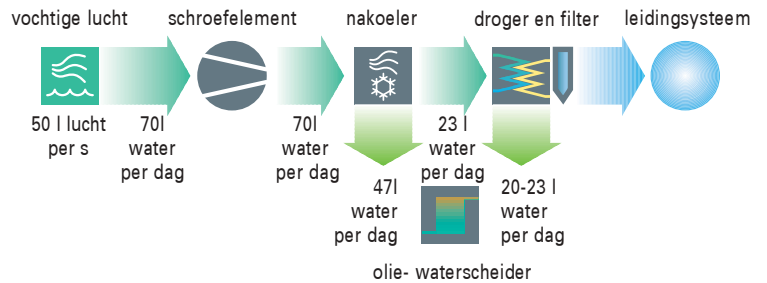 vochtige lucht
schroefelement
nakoeler
droger en filter
leidingsysteem
50 l lucht
per s
70l
water
per dag
70l
water
per dag
23 l
water
per dag
47l
water
per dag
20-23 l
water
per dag
olie- waterscheider